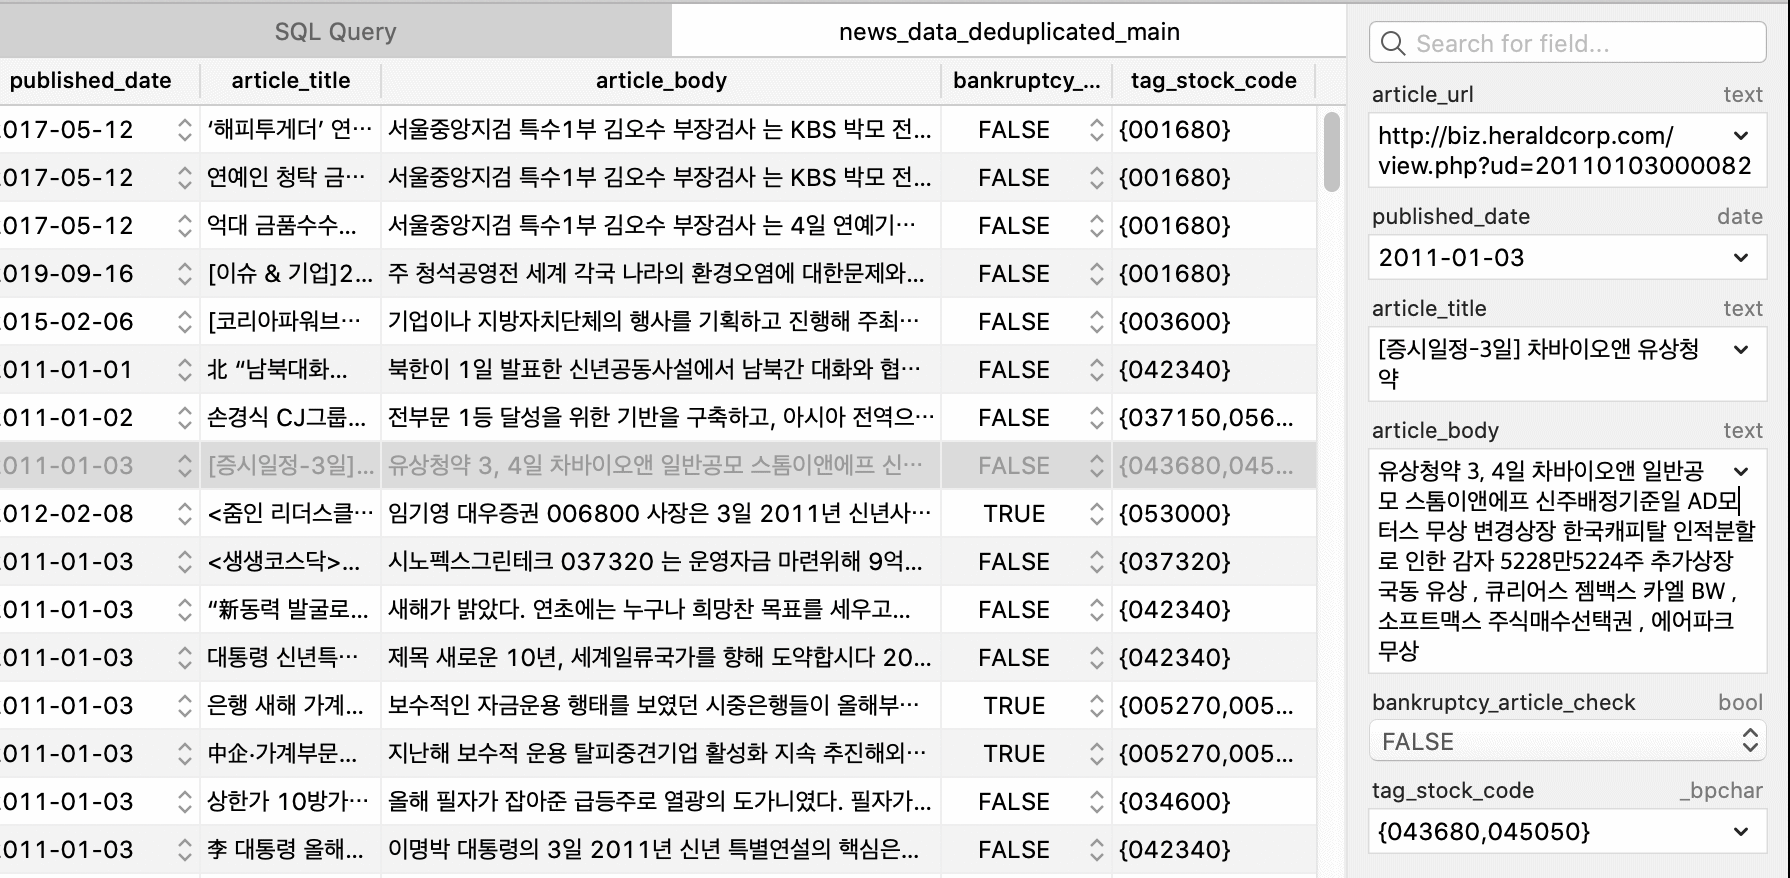 SQL Query
news_data_deduplicated_main
published_date article_title article_body bankruptcy_... tag_stock_code
017-05-12 ‘해피투게더’ 연… 서울중앙지검 특수1부 김오수 부장검사 는 KBS 박모 전... FALSE {001680}
017-05-12 연예인 청탁 금… 서울중앙지검 특수1부 김오수 부장검사 는 KBS 박모 전... FALSE {001680}
017-05-12 억대 금품수수... 서울중앙지검 특수1부 김오수 부장검사 는 4일 연예기… FALSE {001680}
019-09-16 [이슈 & 기업]2... 주 청석공영전 세계 각국 나라의 환경오염에 대한문제와... FALSE {001680}
015-02-06 [코리아파워브… 기업이나 지방자치단체의 행사를 기획하고 진행해 주최… FALSE {003600}
011-01-01 北 “남북대화... 북한이 1일 발표한 신년공동사설에서 남북간 대화와 협… FALSE {042340}
011-01-02 손경식 CJ그룹... 전부문 1등 달성을 위한 기반을 구축하고, 아시아 전역으… FALSE {037150,056...
011-01-03 [증시일정-3일]... 유상청약 3, 4일 차바이오앤 일반공모 스톰이앤에프 신… FALSE {043680,045...
012-02-08 <줌인 리더스클… 임기영 대우증권 006800 사장은 3일 2011년 신년사… TRUE {053000}
011-01-03 <생생코스닥>... 시노펙스그린테크 037320 는 운영자금 마련위해 9억... FALSE {037320}
011-01-03 “新동력 발굴로... 새해가 밝았다. 연초에는 누구나 희망찬 목표를 세우고... FALSE {042340}
011-01-03 대통령 신년특… 제목 새로운 10년, 세계일류국가를 향해 도약합시다 20... FALSE {042340}
011-01-03 은행 새해 가계... 보수적인 자금운용 행태를 보였던 시중은행들이 올해부… TRUE {005270,005...
011-01-03 中企·가계부문... 지난해 보수적 운용 탈피중견기업 활성화 지속 추진해외… TRUE {005270,005...
011-01-03 상한가 10방가… 올해 필자가 잡아준 급등주로 열광의 도가니였다. 필자가... FALSE {034600}
011-01-03 李 대통령 올해... 이명박 대통령의 3일 2011년 신년 특별연설의 핵심은... FALSE {042340}
Search for field...
article_url text
http://biz.heraldcorp.com/
view.php?ud=20110103000082
published_date date
2011-01-03
article_title text
[증시일정-3일] 차바이오앤 유상청
약
article_body text
유상청약 3, 4일 차바이오앤 일반공
모 스톰이앤에프 신주배정기준일 AD모
터스 무상 변경상장 한국캐피탈 인적분할
로 인한 감자 5228만5224주 추가상장
국동 유상 , 큐리어스 젬백스 카엘 BW ,
소프트맥스 주식매수선택권 , 에어파크
무상
bankruptcy_article_check bool
FALSE
tag_stock_code _bpchar
{043680,045050}